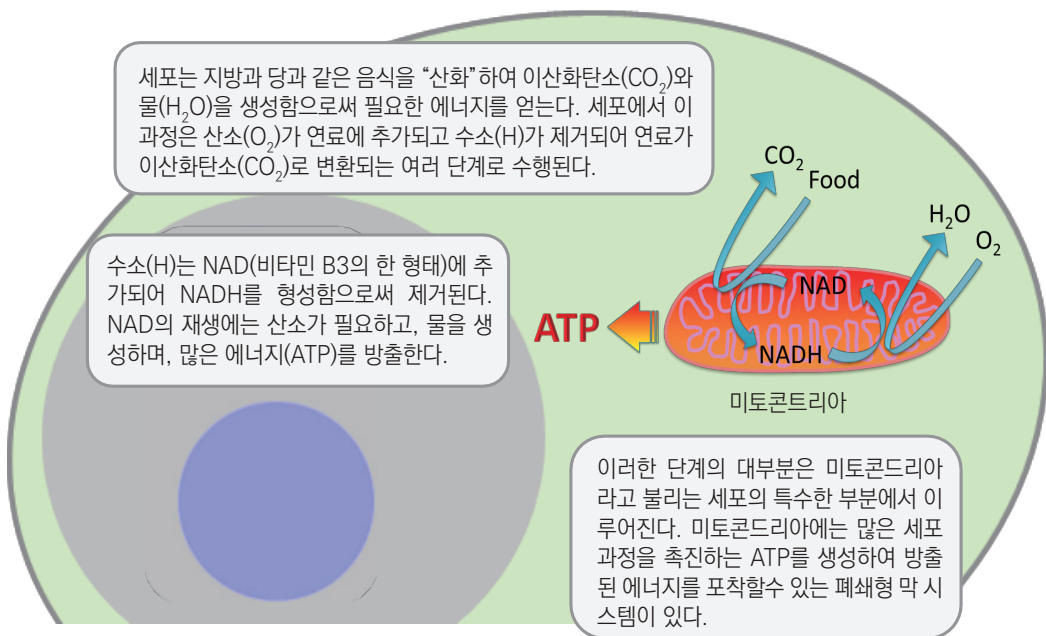 세포는 지방과 당과 같은 음식을 “산화”하여 이산화탄소(CO₂)와
물(H₂O)을 생성함으로써 필요한 에너지를 얻는다. 세포에서 이
과정은 산소(O₂)가 연료에 추가되고 수소(H)가 제거되어 연료가
이산화탄소(CO₂)로 변환되는 여러 단계로 수행된다.
CO₂
Food
H₂O
O₂
수소(H)는 NAD(비타민 B3의 한 형태)에 추
가되어 NADH를 형성함으로써 제거된다.
NAD의 재생에는 산소가 필요하고, 물을 생
성하며, 많은 에너지(ATP)를 방출한다.
NAD
ATP
NADH
미토콘트리아
이러한 단계의 대부분은 미토콘드리아
라고 불리는 세포의 특수한 부분에서 이
루어진다. 미토콘드리아에는 많은 세포
과정을 촉진하는 ATP를 생성하여 방출
된 에너지를 포착할수 있는 폐쇄형 막 시
스템이 있다.